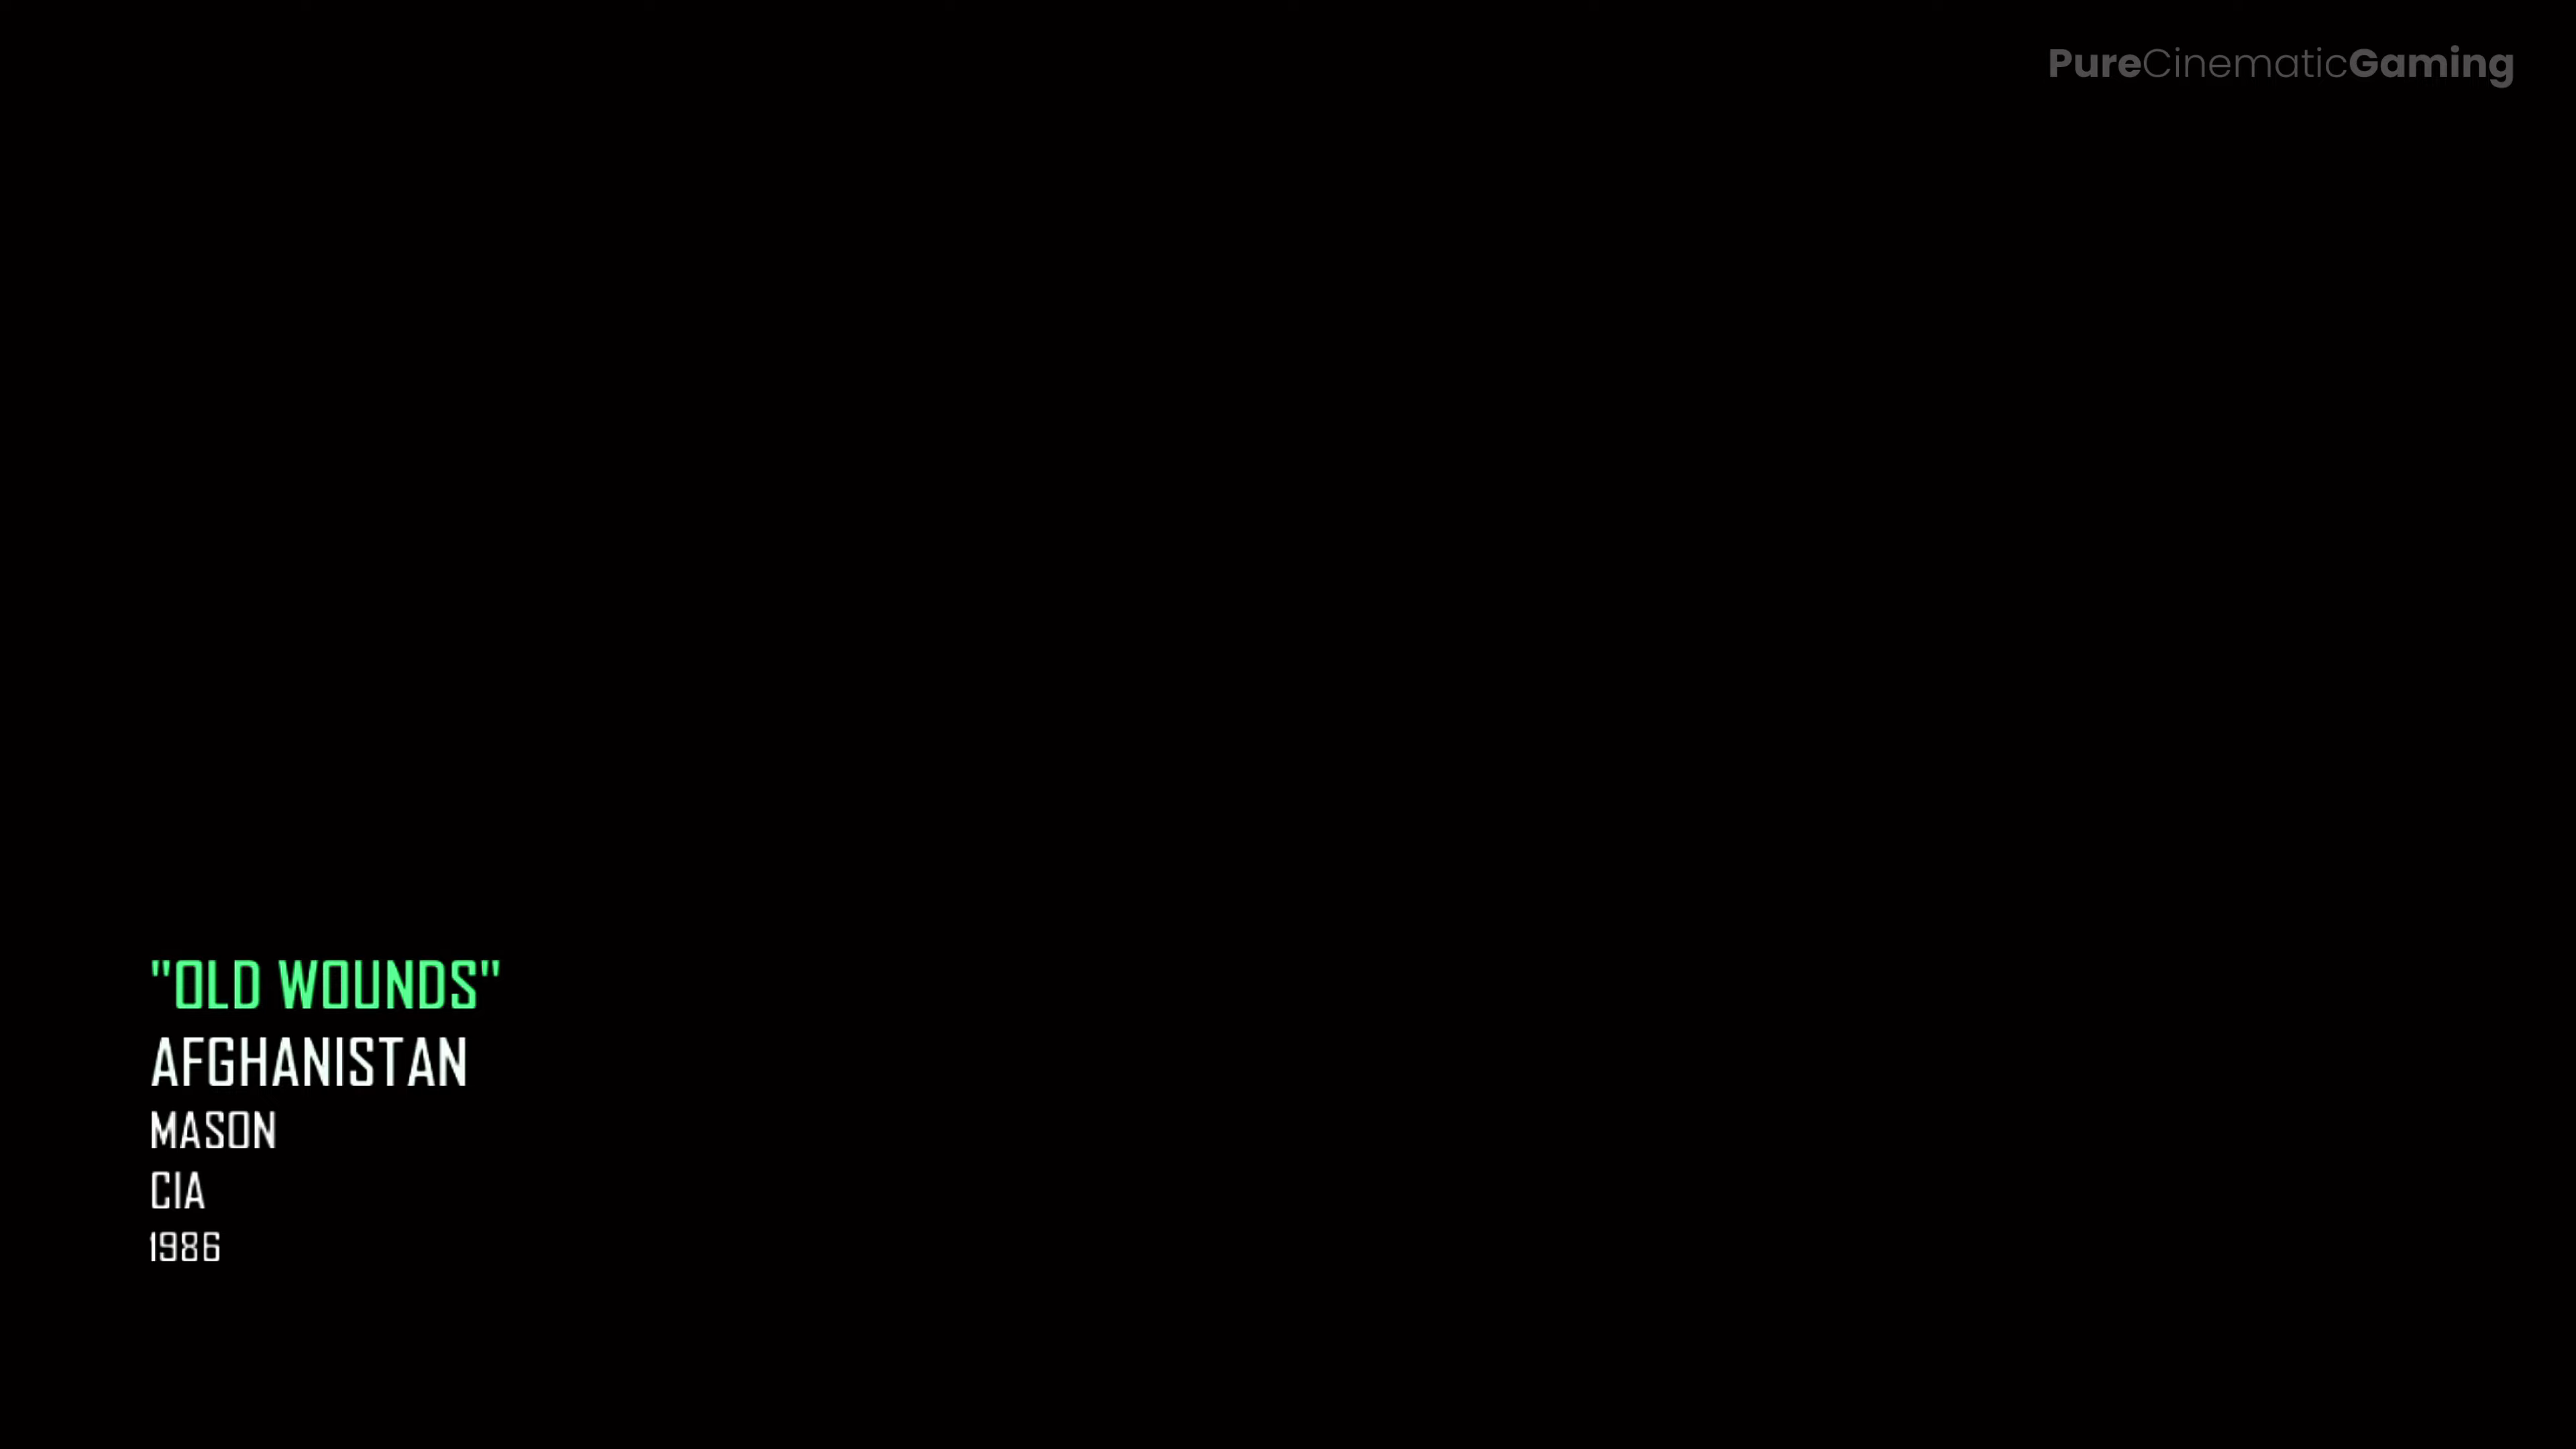 PureCinematicGaming
"OLD WOUNDS"
AFGHANISTAN
MASON
CIA
1986